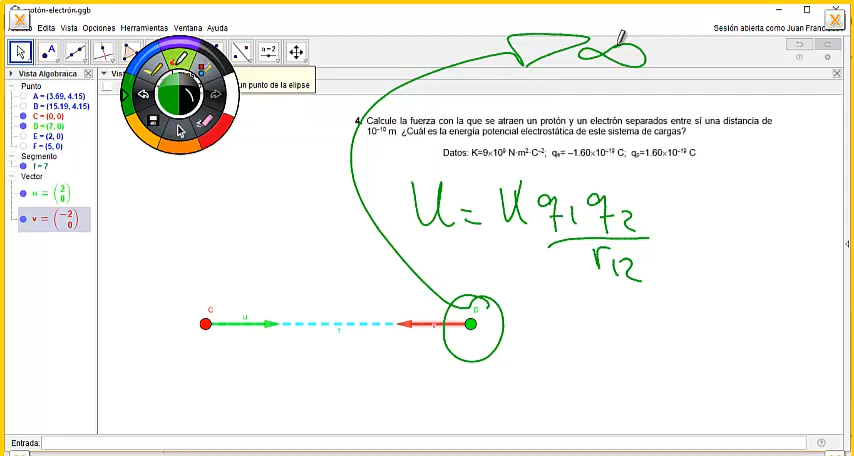 protón-electrón.ggb
Edita Vista Opciones Herramientas Ventana Ayuda
Sesión abierta como Juan Francisco
a=2
un punto de la elipse
Vista Algebraica
Vis
Punto
A = (3.69, 4.15)
B = (15.19, 4.15)
C = (0, 0)
D = (7, 0)
E = (2, 0)
F = (5, 0)
Segmento
f = 7
Vector
u = (2 0)
v = (−2 0)
4. Calcule la fuerza con la que se atraen un protón y un electrón separados entre sí una distancia de
10⁻¹⁰ m ¿Cuál es la energía potencial electrostática de este sistema de cargas?
Datos: K=9×10⁹ N·m²·C⁻²; qₑ= −1.60×10⁻¹⁹ C; qₚ=1.60×10⁻¹⁹ C
∞
U = K q₁ q₂
r₁₂
C
u
f
D
Entrada: